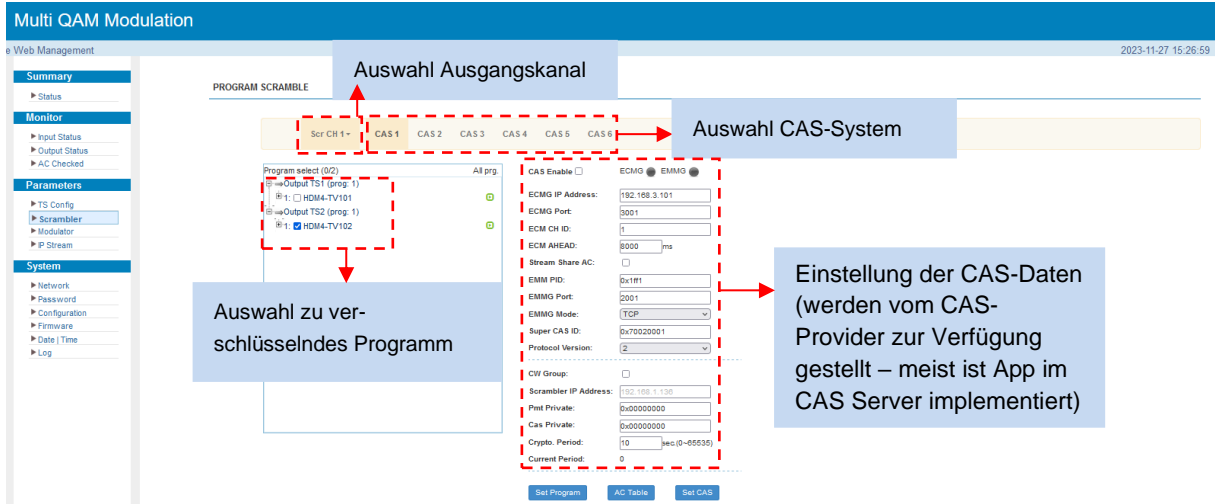 Multi QAM Modulation
e Web Management
2023-11-27 15:26:59
Summary
Status
Monitor
Input Status
Output Status
AC Checked
Parameters
TS Config
Scrambler
Modulator
IP Stream
System
Network
Password
Configuration
Firmware
Date | Time
Log
PROGRAM SCRAMBLE
Auswahl Ausgangskanal
Scr CH 1 CAS 1 CAS 2 CAS 3 CAS 4 CAS 5 CAS 6
Auswahl CAS-System
Program select (0/2) All prg.
Output TS1 (prog: 1)
1: HDM4-TV101
Output TS2 (prog: 1)
1: HDM4-TV102
Auswahl zu ver-
schlüsselndes Programm
CAS Enable ECMG EMMG
ECMG IP Address: 192.168.3.101
ECMG Port: 3001
ECM CH ID: 1
ECM AHEAD: 8000 ms
Stream Share AC:
EMM PID: 0x1ff1
EMMG Port: 2001
EMMG Mode: TCP
Super CAS ID: 0x70020001
Protocol Version: 2
CW Group:
Scrambler IP Address: 192.168.1.136
Pmt Private: 0x00000000
Cas Private: 0x00000000
Crypto. Period: 10 sec.(0~65535)
Current Period: 0
Set Program AC Table Set CAS
Einstellung der CAS-Daten
(werden vom CAS-
Provider zur Verfügung
gestellt – meist ist App im
CAS Server implementiert)